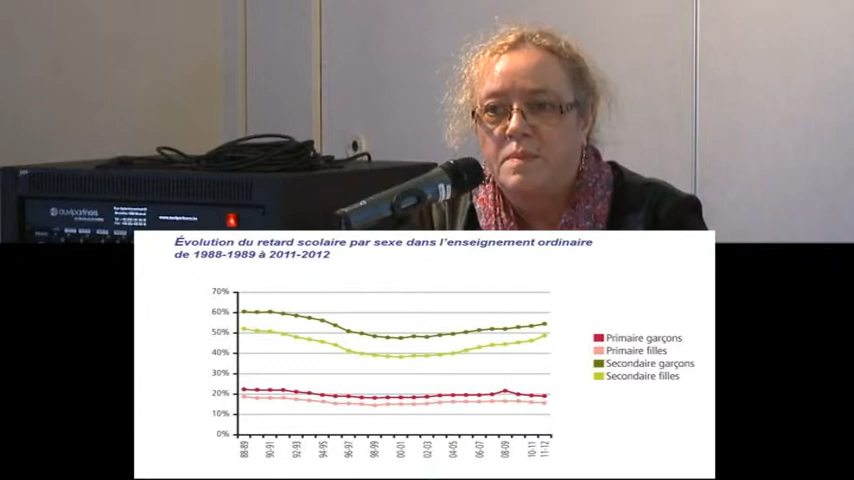 auvipartners
www.auvipartners.be
Évolution du retard scolaire par sexe dans l'enseignement ordinaire
de 1988-1989 à 2011-2012
70%
60%
50%
40%
30%
20%
10%
0%
88-89
90-91
92-93
94-95
96-97
98-99
00-01
02-03
04-05
06-07
08-09
10-11
11-12
Primaire garçons
Primaire filles
Secondaire garçons
Secondaire filles